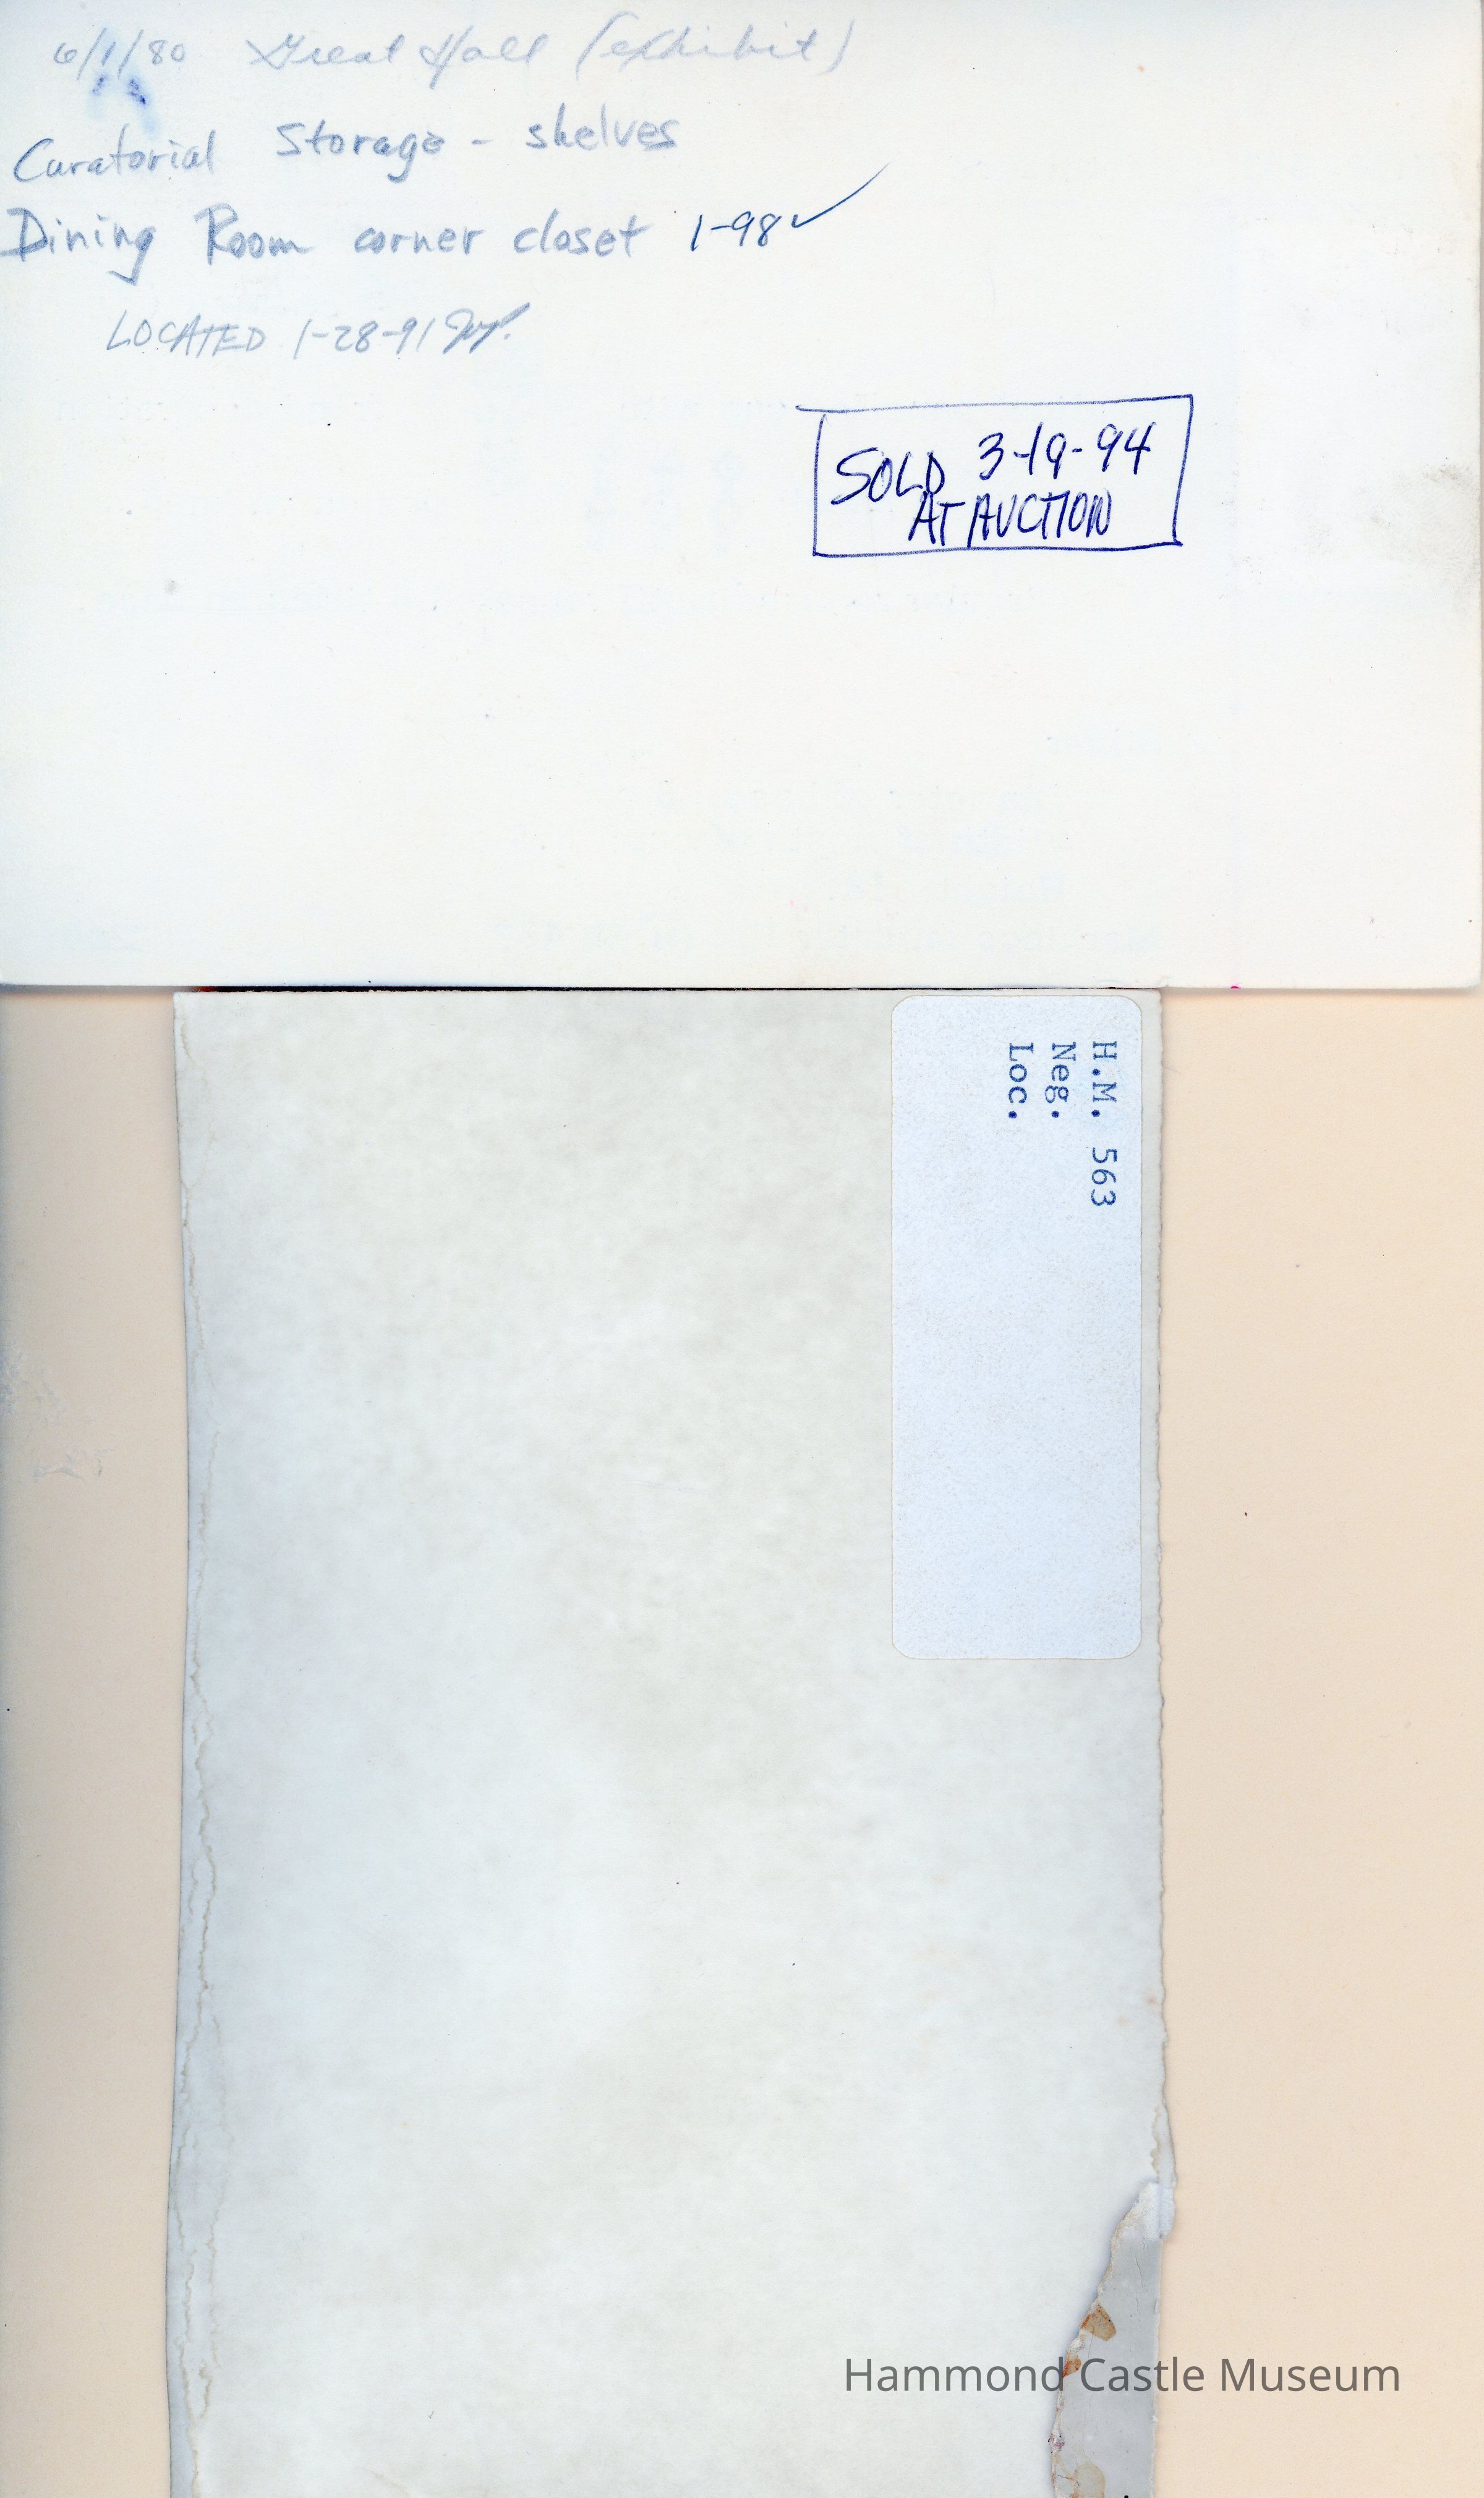 6/1/80 Great Hall (exhibit)
Curatorial Storage - shelves
Dining Room corner closet 1-98✓
LOCATED 1-28-91
SOLD 3-19-94
AT AUCTION
H.M. 563
Neg.
Loc.
Hammond Castle Museum